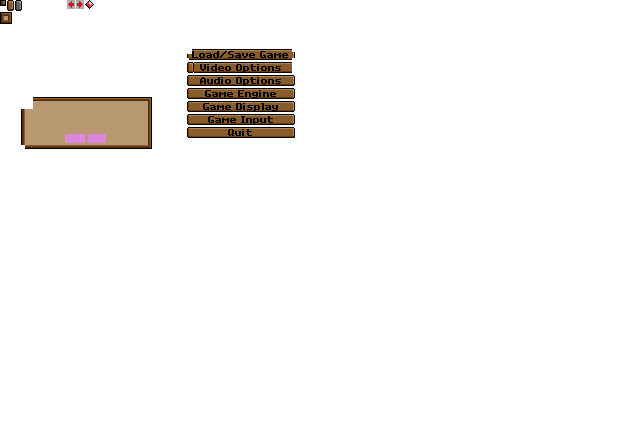 Load/Save Game
Video Options
Audio Options
Game Engine
Game Display
Game Input
Quit